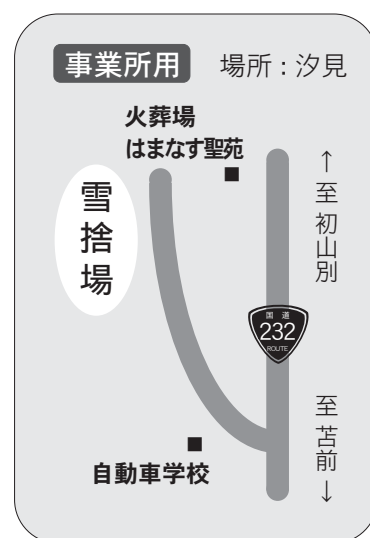 事業所用
場所:汐見
火葬場
はまなす聖苑
雪捨場
↑至 初山別
国道
232
ROUTE
至 苫前↓
自動車学校